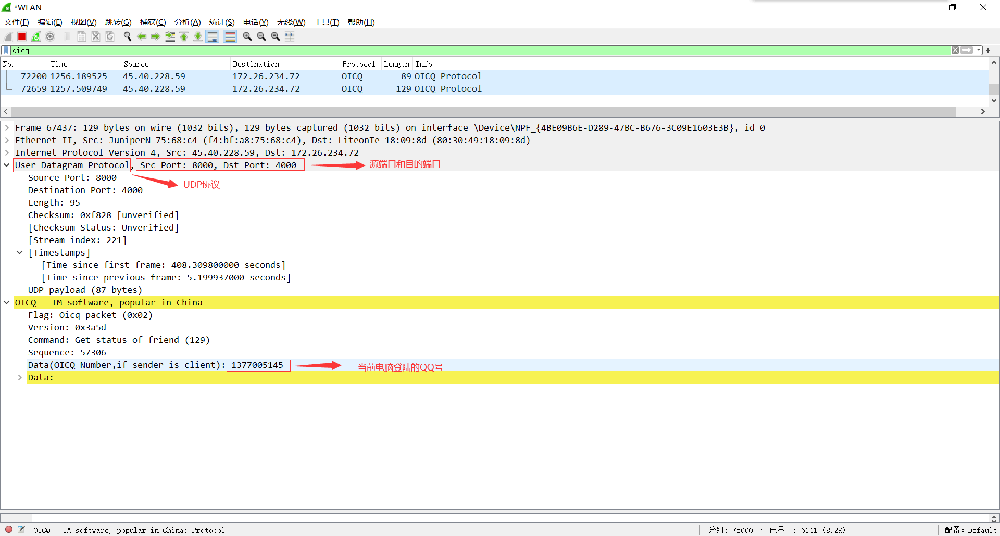 *WLAN
文件(F) 编辑(E) 视图(V) 跳转(G) 捕获(C) 分析(A) 统计(S) 电话(Y) 无线(W) 工具(T) 帮助(H)
oicq
No. Time Source Destination Protocol Length Info
72200 1256.189525 45.40.228.59 172.26.234.72 OICQ 89 OICQ Protocol
72659 1257.509749 45.40.228.59 172.26.234.72 OICQ 129 OICQ Protocol
Frame 67437: 129 bytes on wire (1032 bits), 129 bytes captured (1032 bits) on interface \Device\NPF_{4BE09B6E-D289-47BC-B676-3C09E1603E3B}, id 0
Ethernet II, Src: JuniperN_75:68:c4 (f4:bf:a8:75:68:c4), Dst: LiteonTe_18:09:8d (80:30:49:18:09:8d)
Internet Protocol Version 4, Src: 45.40.228.59, Dst: 172.26.234.72
User Datagram Protocol, Src Port: 8000, Dst Port: 4000 源端口和目的端口
Source Port: 8000
UDP协议
Destination Port: 4000
Length: 95
Checksum: 0xf828 [unverified]
[Checksum Status: Unverified]
[Stream index: 221]
[Timestamps]
[Time since first frame: 408.309800000 seconds]
[Time since previous frame: 5.199937000 seconds]
UDP payload (87 bytes)
OICQ - IM software, popular in China
Flag: Oicq packet (0x02)
Version: 0x3a5d
Command: Get status of friend (129)
Sequence: 57306
Data(OICQ Number,if sender is client): 1377005145 当前电脑登陆的QQ号
Data:
OICQ - IM software, popular in China: Protocol 分组: 75000 · 已显示: 6141 (8.2%) 配置: Default